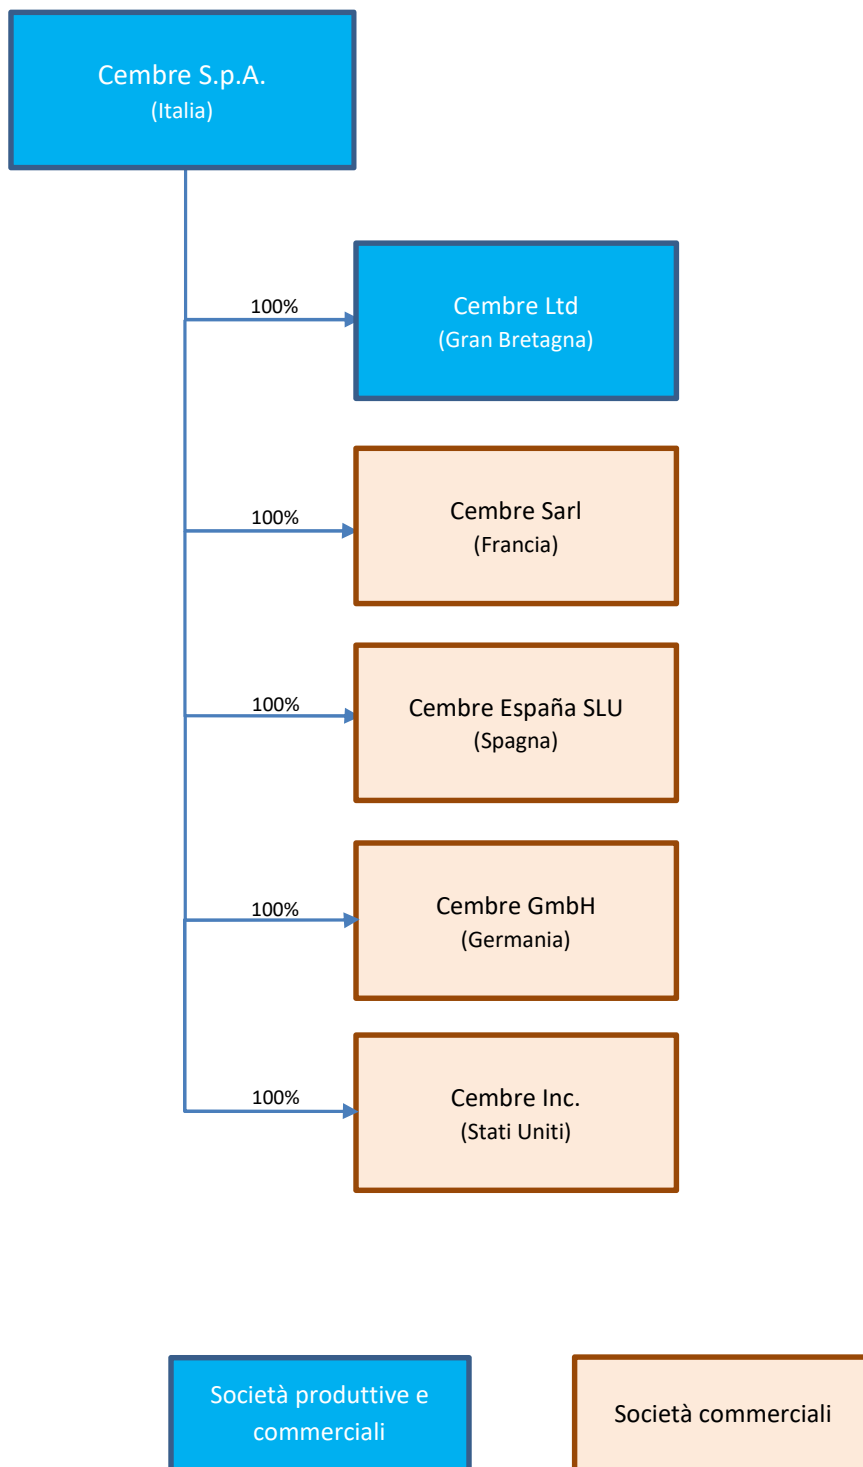 Cembre S.p.A.
(Italia)
100%
Cembre Ltd
(Gran Bretagna)
100%
Cembre Sarl
(Francia)
100%
Cembre España SLU
(Spagna)
100%
Cembre GmbH
(Germania)
100%
Cembre Inc.
(Stati Uniti)
Società produttive e
commerciali
Società commerciali